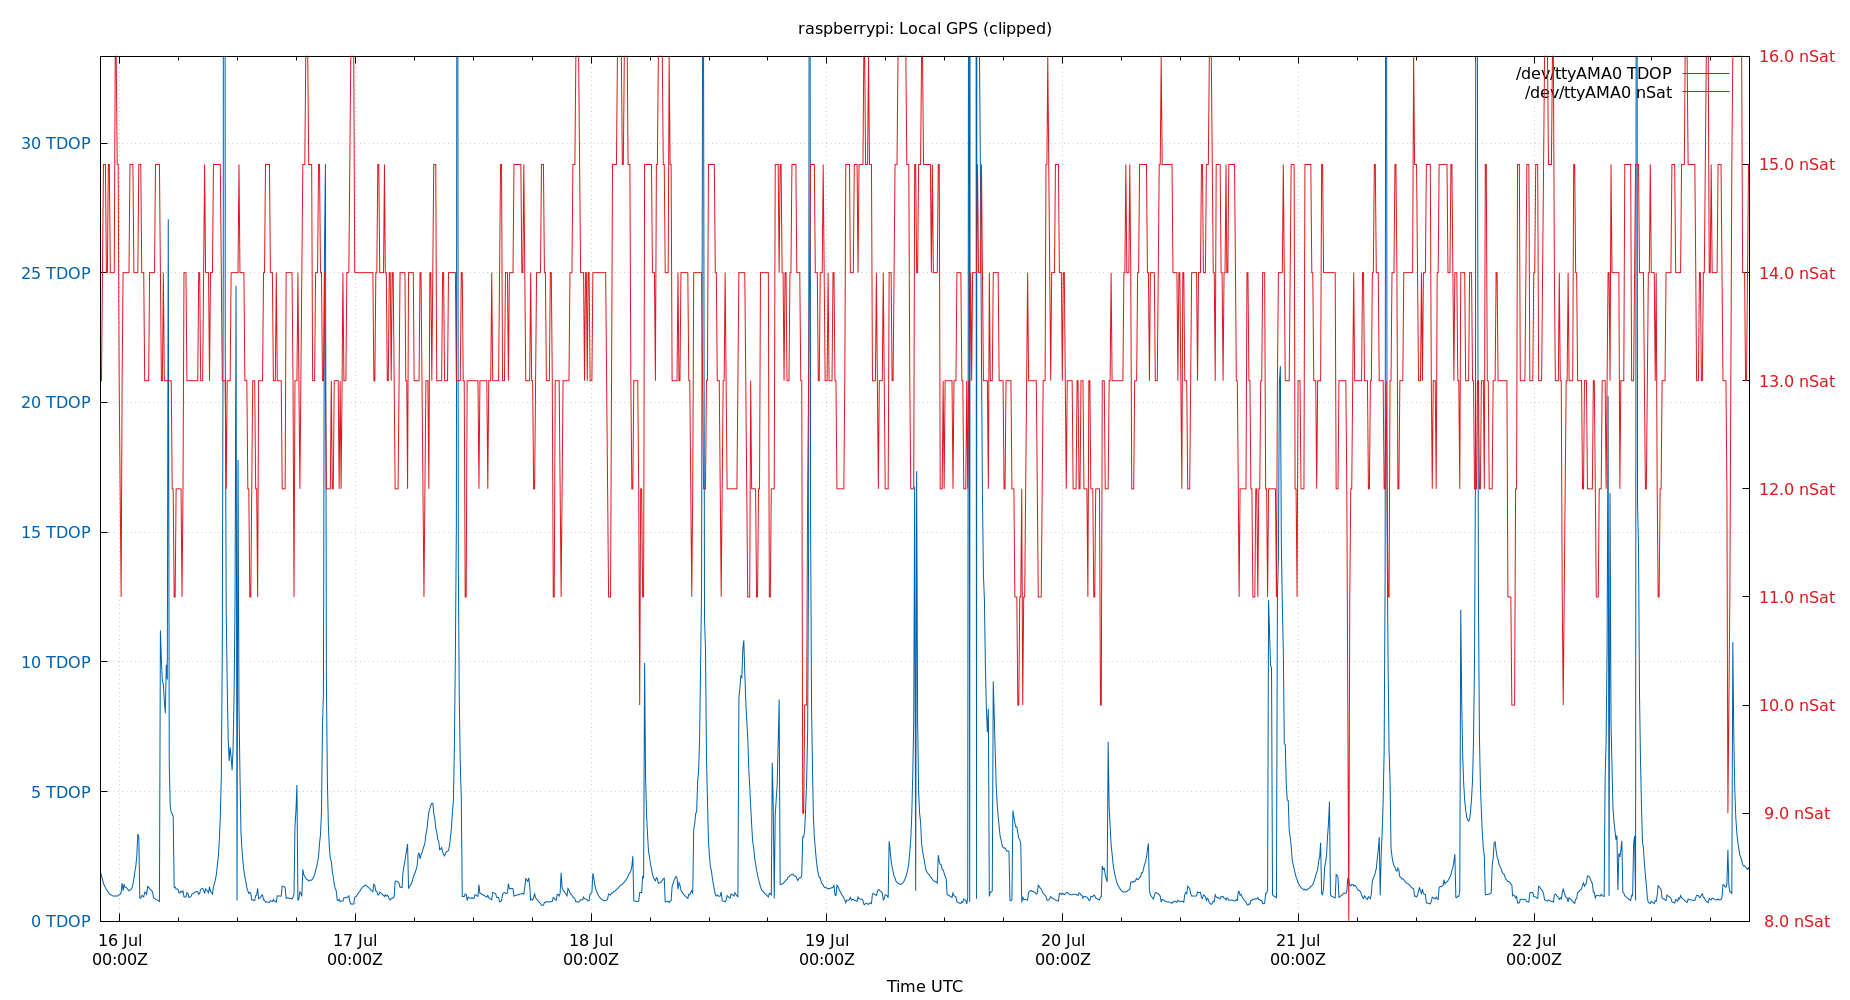 raspberrypi: Local GPS (clipped)
/dev/ttyAMA0 TDOP
/dev/ttyAMA0 nSat
30 TDOP
25 TDOP
20 TDOP
15 TDOP
10 TDOP
5 TDOP
0 TDOP
16.0 nSat
15.0 nSat
14.0 nSat
13.0 nSat
12.0 nSat
11.0 nSat
10.0 nSat
9.0 nSat
8.0 nSat
16 Jul
00:00Z
17 Jul
00:00Z
18 Jul
00:00Z
19 Jul
00:00Z
20 Jul
00:00Z
21 Jul
00:00Z
22 Jul
00:00Z
Time UTC